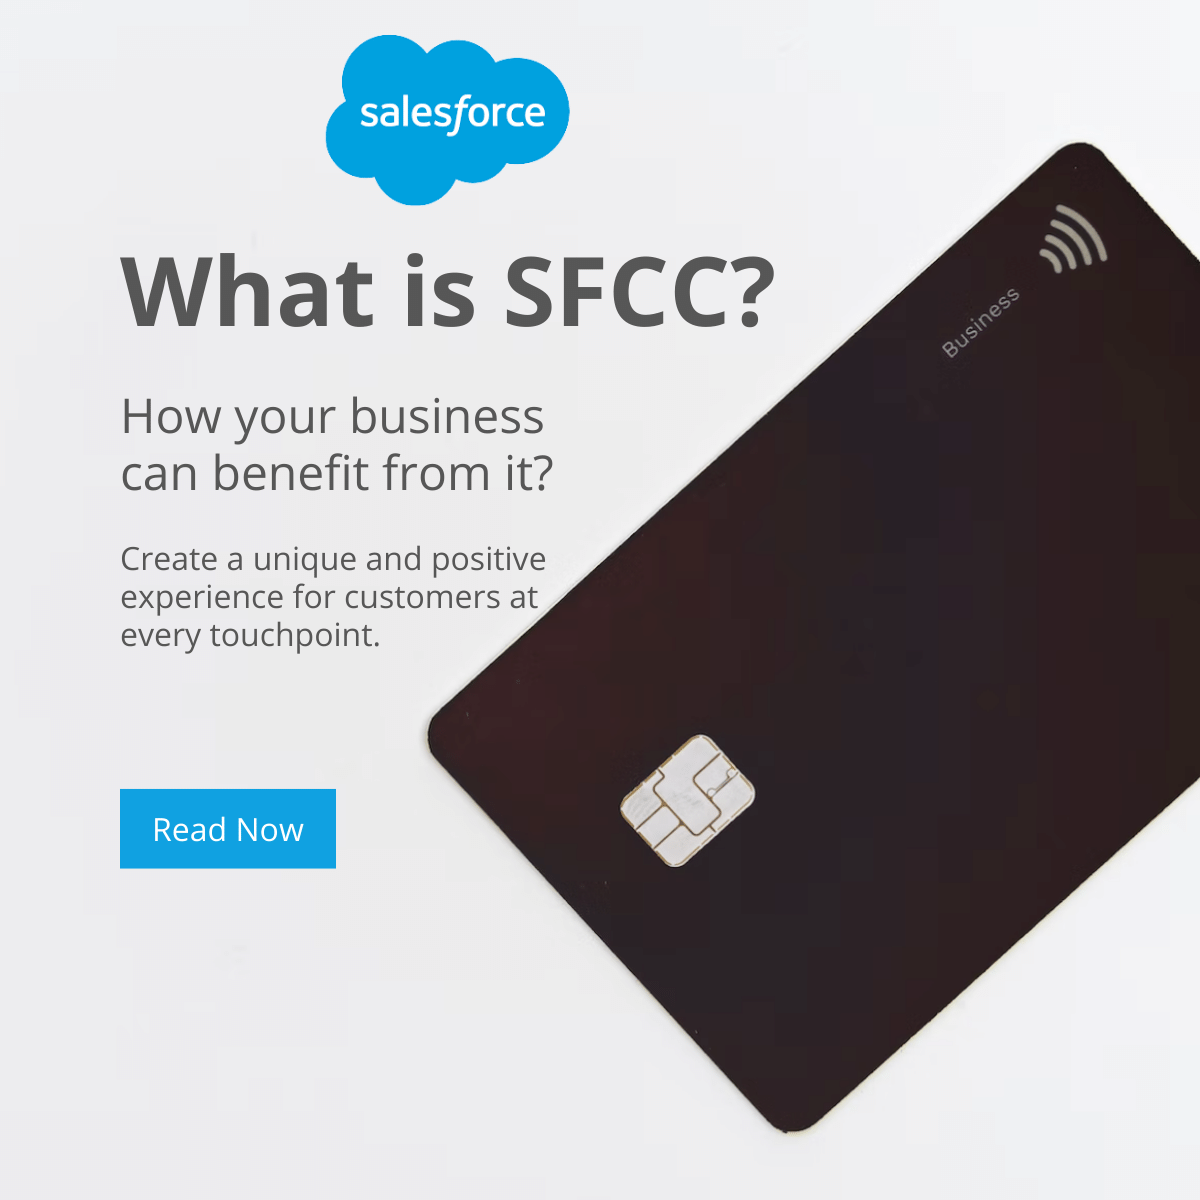 salesforce
What is SFCC?
How your business
can benefit from it?
Create a unique and positive
experience for customers at
every touchpoint.
Read Now
Business